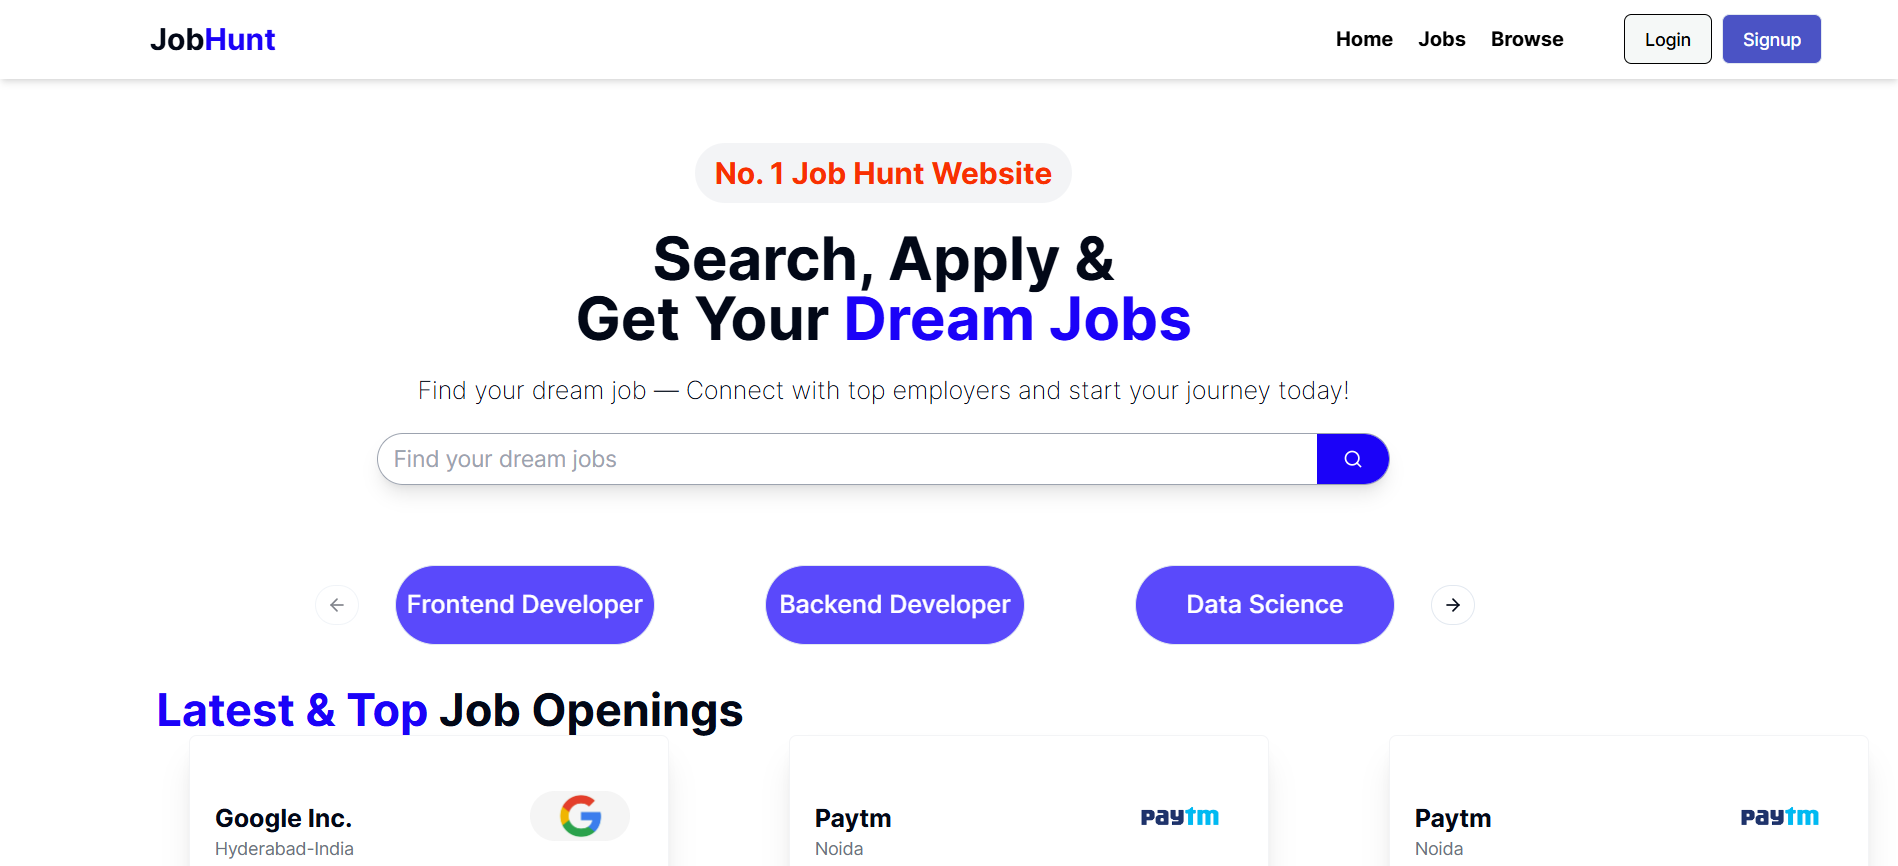 JobHunt
Home Jobs Browse Login Signup
No. 1 Job Hunt Website
Search, Apply &
Get Your Dream Jobs
Find your dream job — Connect with top employers and start your journey today!
Find your dream jobs
Frontend Developer Backend Developer Data Science
Latest & Top Job Openings
Google Inc.
Hyderabad-India
Paytm
paytm
Noida
Paytm
paytm
Noida